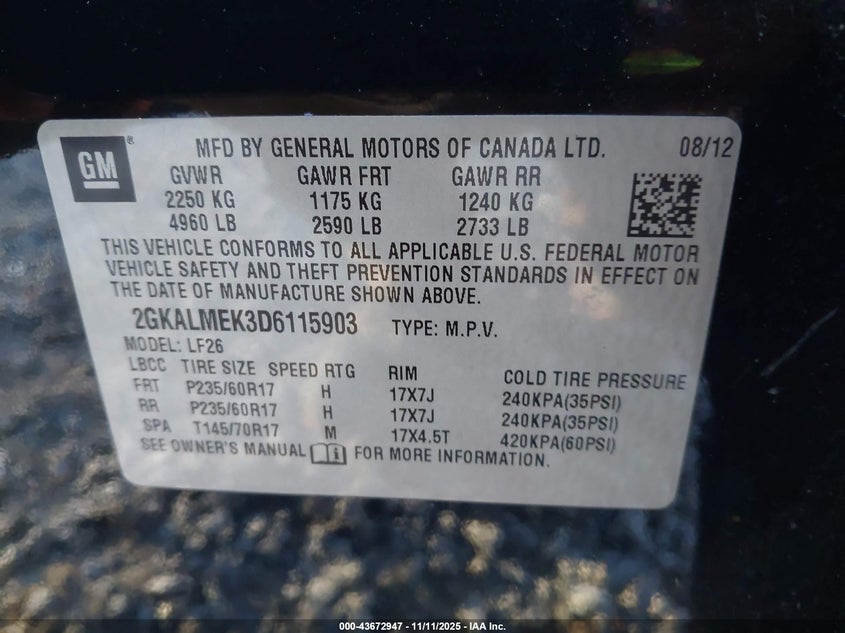 GM ®
MFD BY GENERAL MOTORS OF CANADA LTD. 08/12
GVWR GAWR FRT GAWR RR
2250 KG 1175 KG 1240 KG
4960 LB 2590 LB 2733 LB
THIS VEHICLE CONFORMS TO ALL APPLICABLE U.S. FEDERAL MOTOR
VEHICLE SAFETY AND THEFT PREVENTION STANDARDS IN EFFECT ON
THE DATE OF MANUFACTURE SHOWN ABOVE.
2GKALMEK3D6115903 TYPE: M.P.V.
MODEL: LF26
LBCC TIRE SIZE SPEED RTG RIM COLD TIRE PRESSURE
FRT P235/60R17 H 17X7J 240KPA(35PSI)
RR P235/60R17 H 17X7J 240KPA(35PSI)
SPA T145/70R17 M 17X4.5T 420KPA(60PSI)
SEE OWNER'S MANUAL FOR MORE INFORMATION.
000-43672947 - 11/11/2025 - IAA Inc.